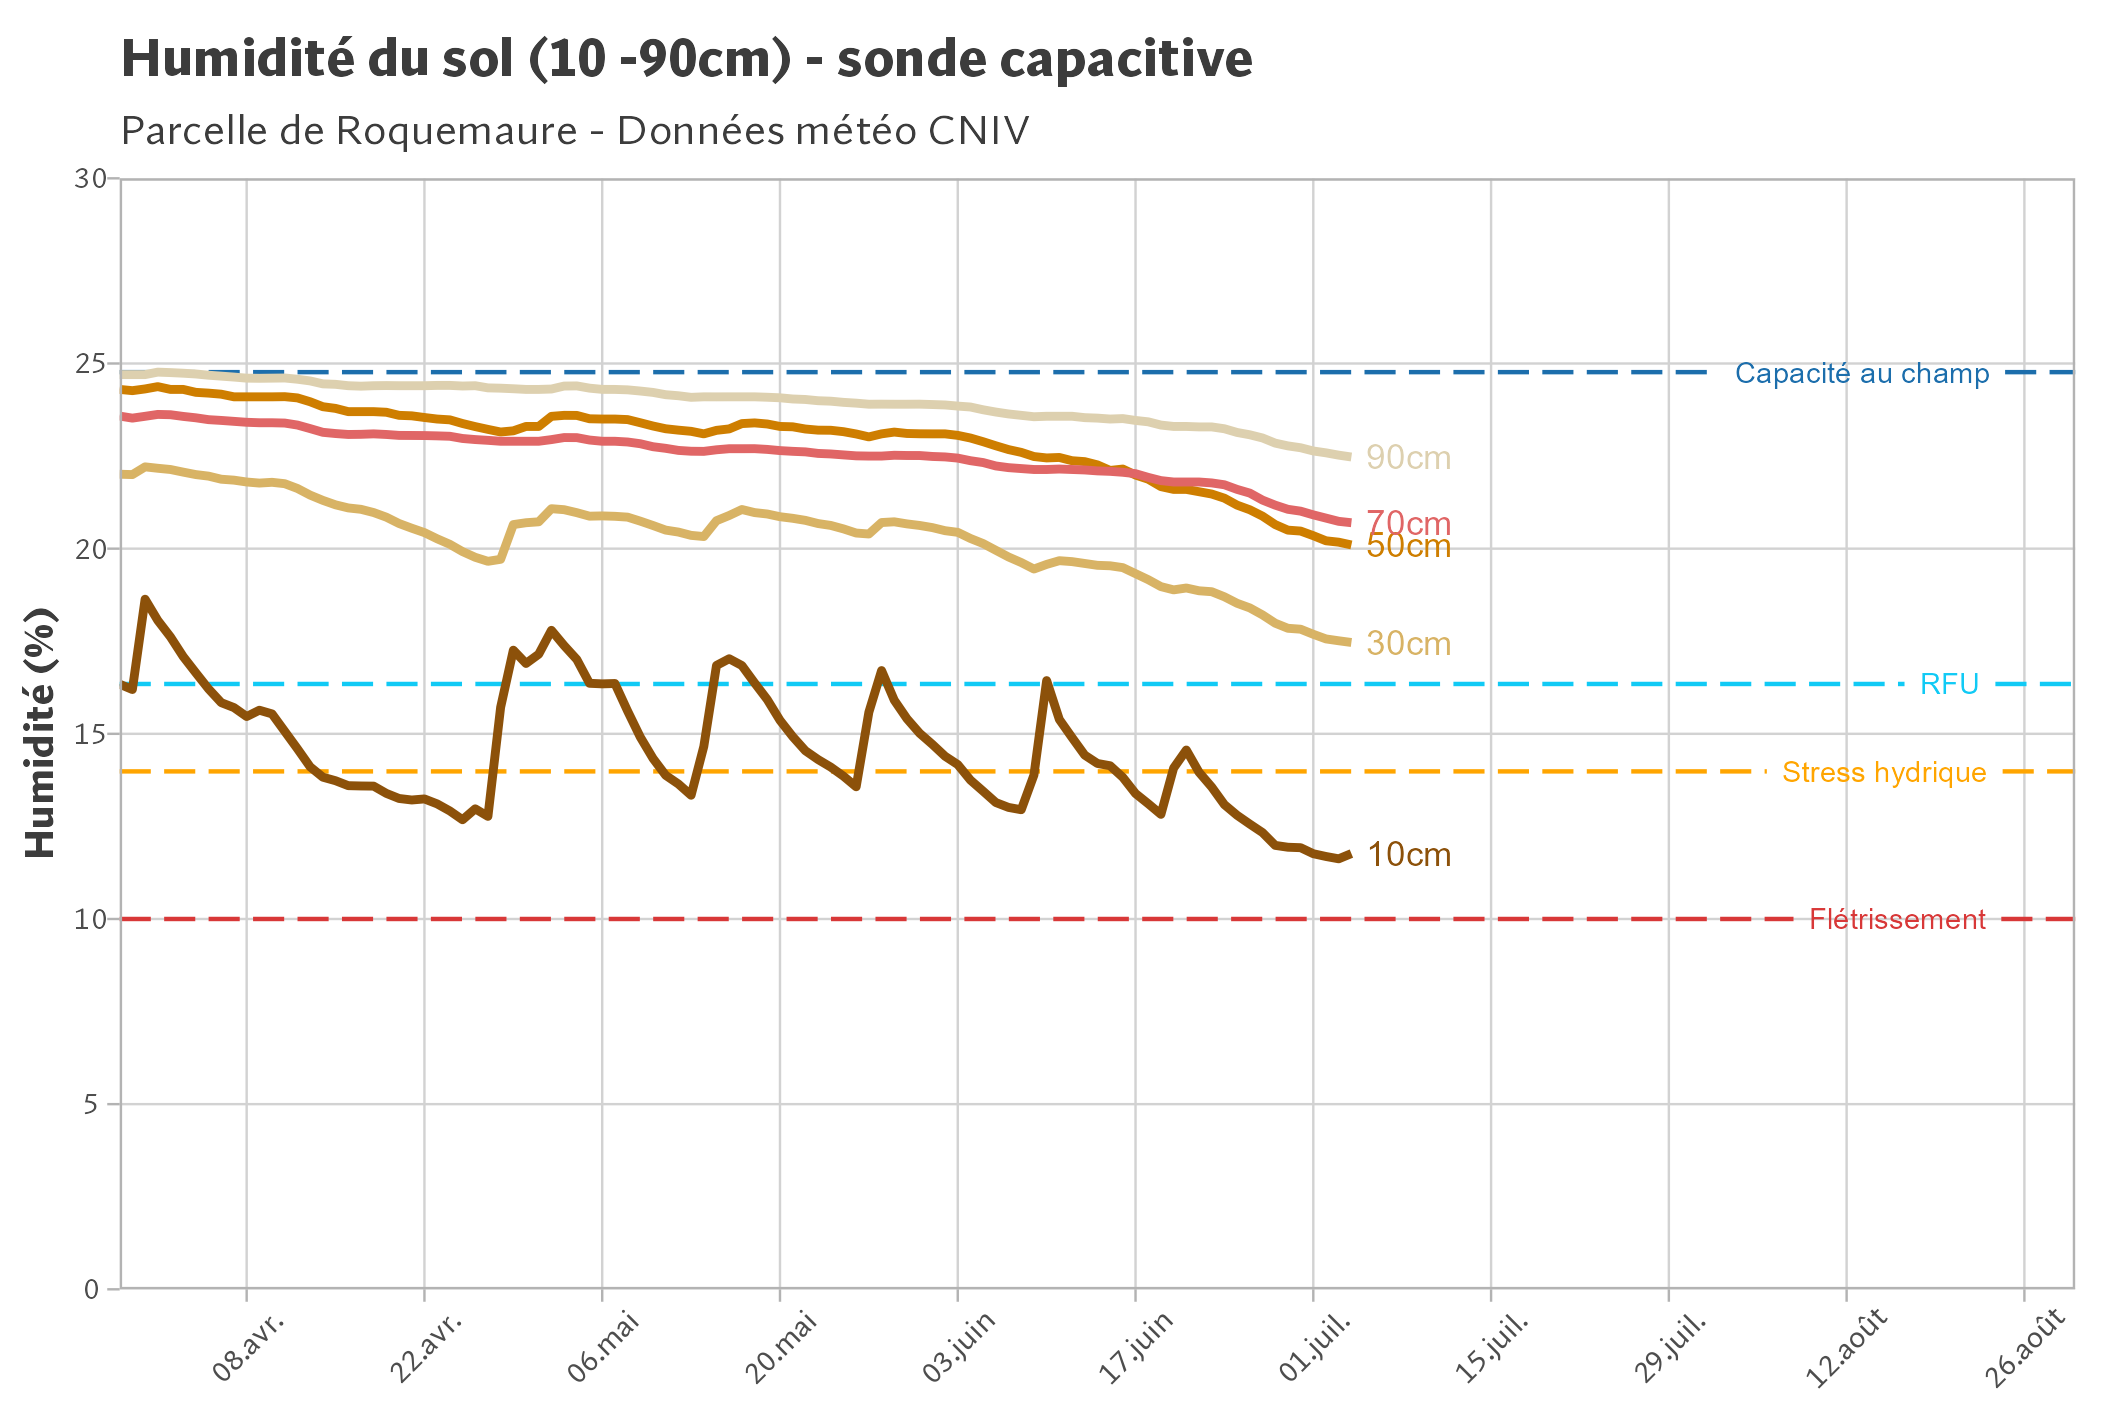 Humidité du sol (10 -90cm) - sonde capacitive
Parcelle de Roquemaure - Données météo CNIV
Humidité (%)
30
25
20
15
10
5
0
Capacité au champ
90cm
70cm
50cm
30cm
RFU
Stress hydrique
10cm
Flétrissement
08.avr.
22.avr.
06.mai
20.mai
03.juin
17.juin
01.juil.
15.juil.
29.juil.
12.août
26.août